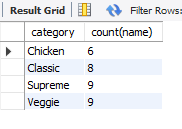 Result Grid Filter Rows:
category count(name)
Chicken 6
Classic 8
Supreme 9
Veggie 9